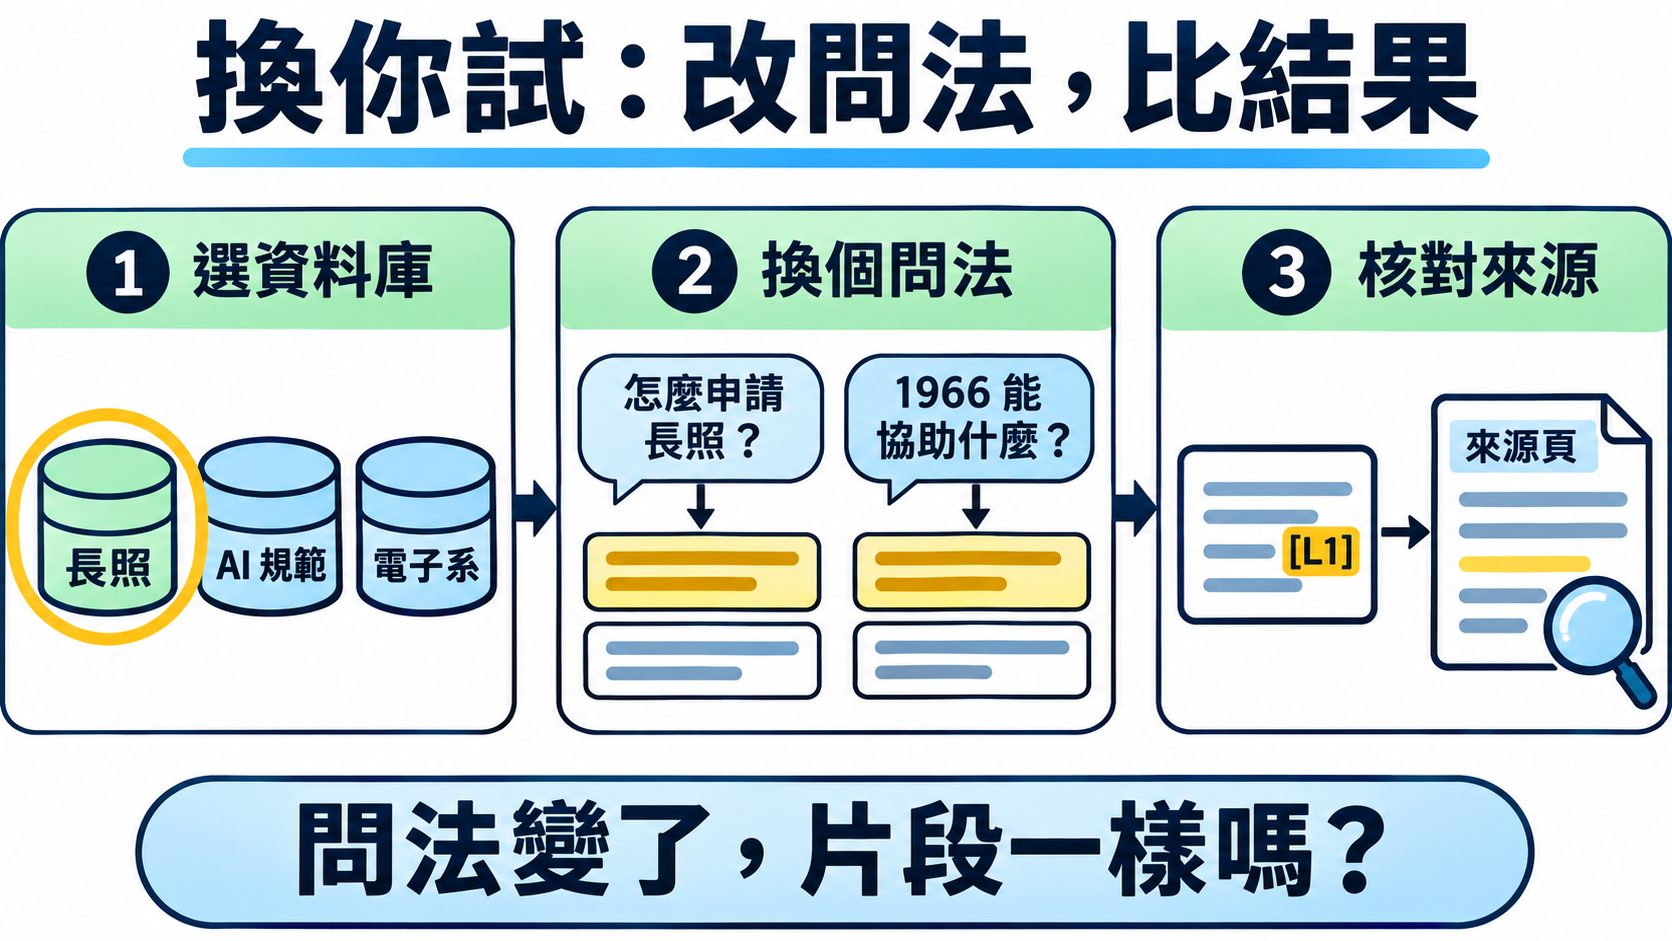 換你試：改問法，比結果
1 選資料庫
長照
AI 規範
電子系
2 換個問法
怎麼申請
長照？
1966 能
協助什麼？
3 核對來源
[L1]
來源頁
問法變了，片段一樣嗎？